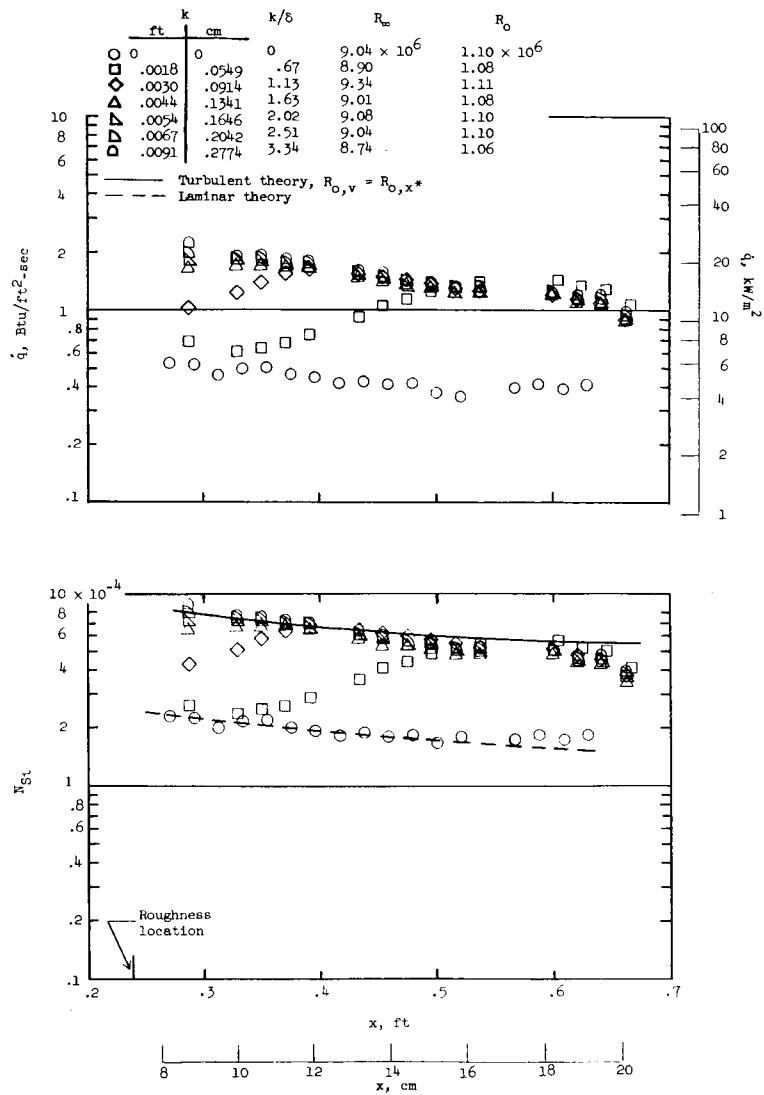 k k/δ R∞ Ro
ft cm
0 0 0 9.04 × 10^6 1.10 × 10^6
.0018 .0549 .67 8.90 1.08
.0030 .0914 1.13 9.34 1.11
.0044 .1341 1.63 9.01 1.08
.0054 .1646 2.02 9.08 1.10
.0067 .2042 2.51 9.04 1.10
.0091 .2774 3.34 8.74 1.06
Turbulent theory, Ro,v = Ro,x*
Laminar theory
10
8
6
4
2
1
.8
.6
.4
.2
.1
q̇, Btu/ft2-sec
100
80
60
40
20
10
8
6
4
2
1
q̇, kW/m2
10 × 10^-4
8
6
4
2
1
.8
.6
.4
.2
.1
NSt
Roughness
location
.2 .3 .4 .5 .6 .7
x, ft
8 10 12 14 16 18 20
x, cm